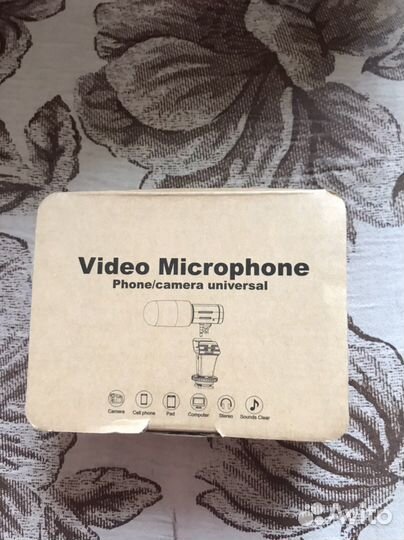 Video Microphone
Phone/camera universal
Camera Cell phone Pad Computer Stereo Sounds Clear
Avito